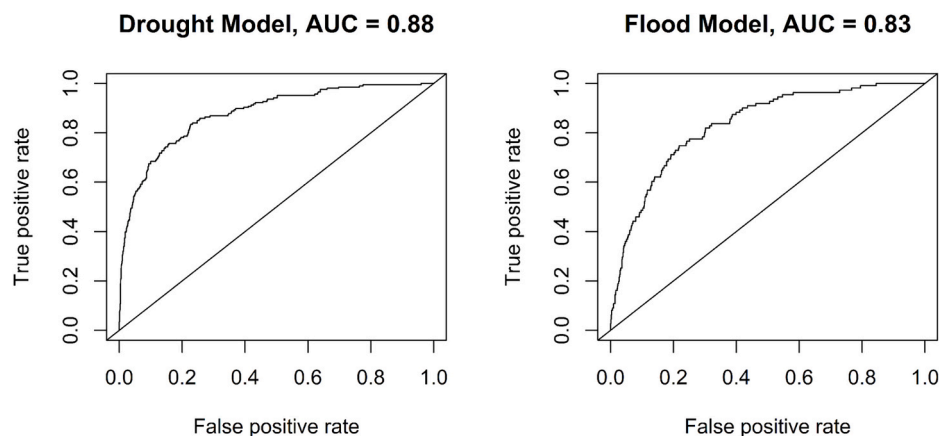 Drought Model, AUC = 0.88
True positive rate
1.0
0.8
0.6
0.4
0.2
0.0
0.0 0.2 0.4 0.6 0.8 1.0
False positive rate
Flood Model, AUC = 0.83
True positive rate
1.0
0.8
0.6
0.4
0.2
0.0
0.0 0.2 0.4 0.6 0.8 1.0
False positive rate